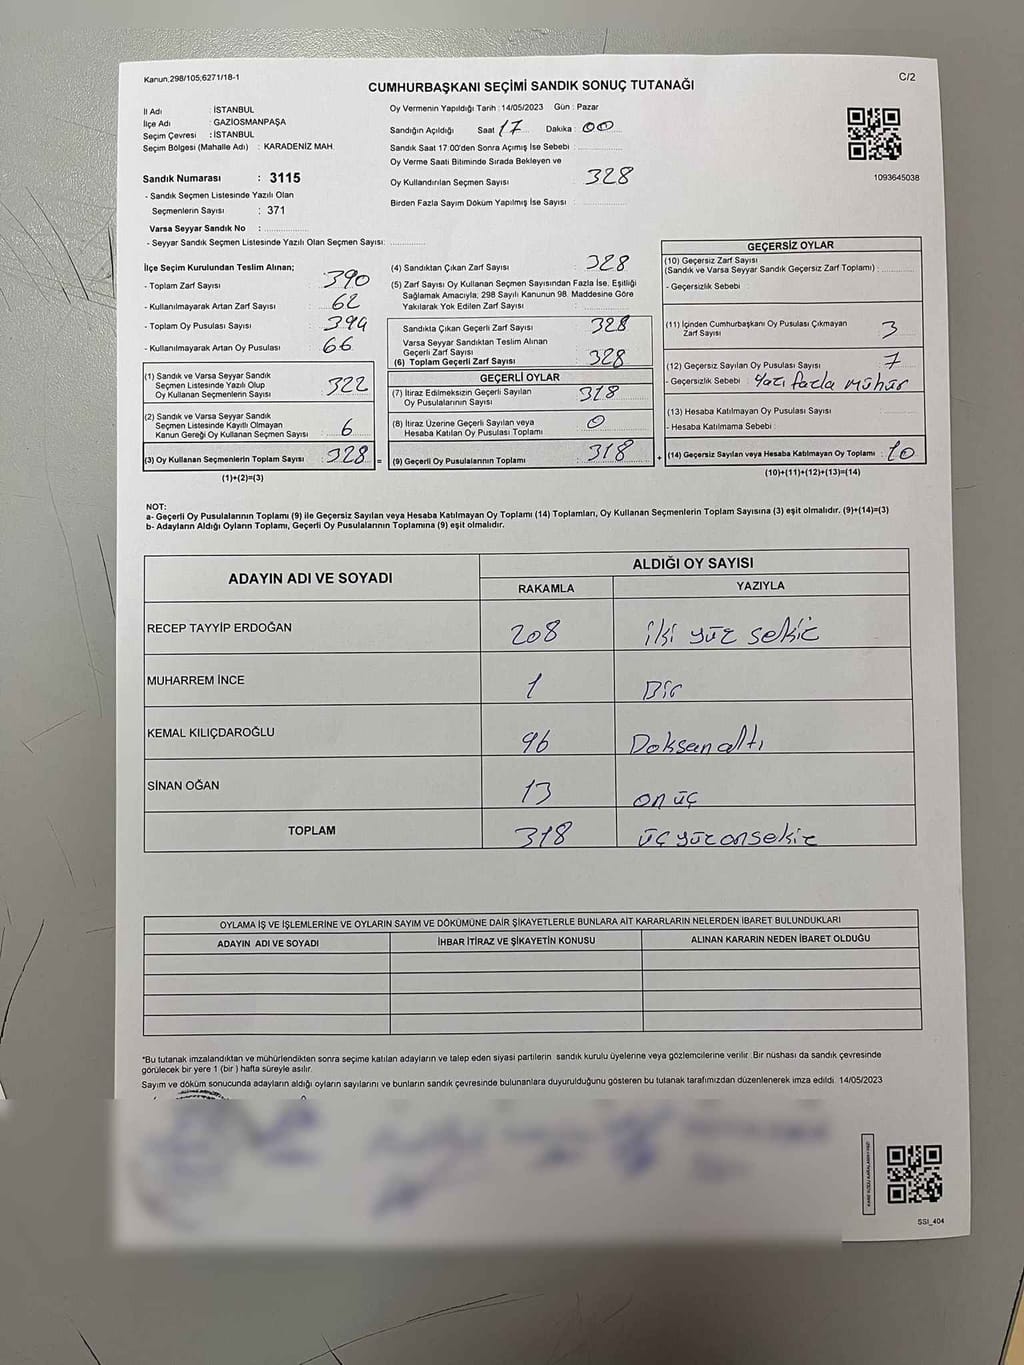 Kanun,298/105;6271/18-1
C/2
CUMHURBAŞKANI SEÇİMİ SANDIK SONUÇ TUTANAĞI
İl Adı : İSTANBUL
İlçe Adı : GAZİOSMANPAŞA
Seçim Çevresi : İSTANBUL
Seçim Bölgesi (Mahalle Adı) : KARADENİZ MAH.
Sandık Numarası : 3115
- Sandık Seçmen Listesinde Yazılı Olan
Seçmenlerin Sayısı : 371
Varsa Seyyar Sandık No :
- Seyyar Sandık Seçmen Listesinde Yazılı Olan Seçmen Sayısı:
Oy Vermenin Yapıldığı Tarih : 14/05/2023 Gün : Pazar
Sandığın Açıldığı Saat 17 Dakika : 00
Sandık Saat 17:00'den Sonra Açımış İse Sebebi :
Oy Verme Saati Bitiminde Sırada Bekleyen ve
Oy Kullandırılan Seçmen Sayısı : 328
Birden Fazla Sayım Döküm Yapılmış İse Sayısı :
1093645038
İlçe Seçim Kurulundan Teslim Alınan;
- Toplam Zarf Sayısı : 390
- Kullanılmayarak Artan Zarf Sayısı : 62
- Toplam Oy Pusulası Sayısı : 394
- Kullanılmayarak Artan Oy Pusulası : 66
(1) Sandık ve Varsa Seyyar Sandık
Seçmen Listesinde Yazılı Olup
Oy Kullanan Seçmenlerin Sayısı : 322
(2) Sandık ve Varsa Seyyar Sandık
Seçmen Listesinde Kayıtlı Olmayan
Kanun Gereği Oy Kullanan Seçmen Sayısı : 6
(3) Oy Kullanan Seçmenlerin Toplam Sayısı : 328
(1)+(2)=(3)
(4) Sandıktan Çıkan Zarf Sayısı : 328
(5) Zarf Sayısı Oy Kullanan Seçmen Sayısından Fazla İse, Eşitliği
Sağlamak Amacıyla, 298 Sayılı Kanunun 98. Maddesine Göre
Yakılarak Yok Edilen Zarf Sayısı :
Sandıkta Çıkan Geçerli Zarf Sayısı : 328
Varsa Seyyar Sandıktan Teslim Alınan
Geçerli Zarf Sayısı :
(6) Toplam Geçerli Zarf Sayısı : 328
=
GEÇERLİ OYLAR
(7) İtiraz Edilmeksizin Geçerli Sayılan
Oy Pusulalarının Sayısı : 318
(8) İtiraz Üzerine Geçerli Sayılan veya
Hesaba Katılan Oy Pusulası Toplamı : 0
(9) Geçerli Oy Pusulalarının Toplamı : 318
+
GEÇERSİZ OYLAR
(10) Geçersiz Zarf Sayısı
(Sandık ve Varsa Seyyar Sandık Geçersiz Zarf Toplamı) :
- Geçersizlik Sebebi :
(11) İçinden Cumhurbaşkanı Oy Pusulası Çıkmayan
Zarf Sayısı : 3
(12) Geçersiz Sayılan Oy Pusulası Sayısı : 7
- Geçersizlik Sebebi : Yazı fazla mühür
(13) Hesaba Katılmayan Oy Pusulası Sayısı :
- Hesaba Katılmama Sebebi :
(14) Geçersiz Sayılan veya Hesaba Katılmayan Oy Toplamı : 10
(10)+(11)+(12)+(13)=(14)
NOT:
a- Geçerli Oy Pusulalarının Toplamı (9) ile Geçersiz Sayılan veya Hesaba Katılmayan Oy Toplamı (14) Toplamları, Oy Kullanan Seçmenlerin Toplam Sayısına (3) eşit olmalıdır. (9)+(14)=(3)
b- Adayların Aldığı Oyların Toplamı, Geçerli Oy Pusulalarının Toplamına (9) eşit olmalıdır.
ADAYIN ADI VE SOYADI
ALDIĞI OY SAYISI
RAKAMLA YAZIYLA
RECEP TAYYİP ERDOĞAN 208 iki yüz sekiz
MUHARREM İNCE 1 Bir
KEMAL KILIÇDAROĞLU 96 Doksanaltı
SİNAN OĞAN 13 on üç
TOPLAM 318 üç yüz onsekiz
OYLAMA İŞ VE İŞLEMLERİNE VE OYLARIN SAYIM VE DÖKÜMÜNE DAİR ŞİKAYETLERLE BUNLARA AİT KARARLARIN NELERDEN İBARET BULUNDUKLARI
ADAYIN ADI VE SOYADI İHBAR İTİRAZ VE ŞİKAYETİN KONUSU ALINAN KARARIN NEDEN İBARET OLDUĞU
*Bu tutanak imzalandıktan ve mühürlendikten sonra seçime katılan adayların ve talep eden siyasi partilerin sandık kurulu üyelerine veya gözlemcilerine verilir. Bir nüshası da sandık çevresinde
görülecek bir yere 1 (bir ) hafta süreyle asılır.
Sayım ve döküm sonucunda adayların aldığı oyların sayılarını ve bunların sandık çevresinde bulunanlara duyurulduğunu gösteren bu tutanak tarafımızdan düzenlenerek imza edildi. 14/05/2023
SSI_404